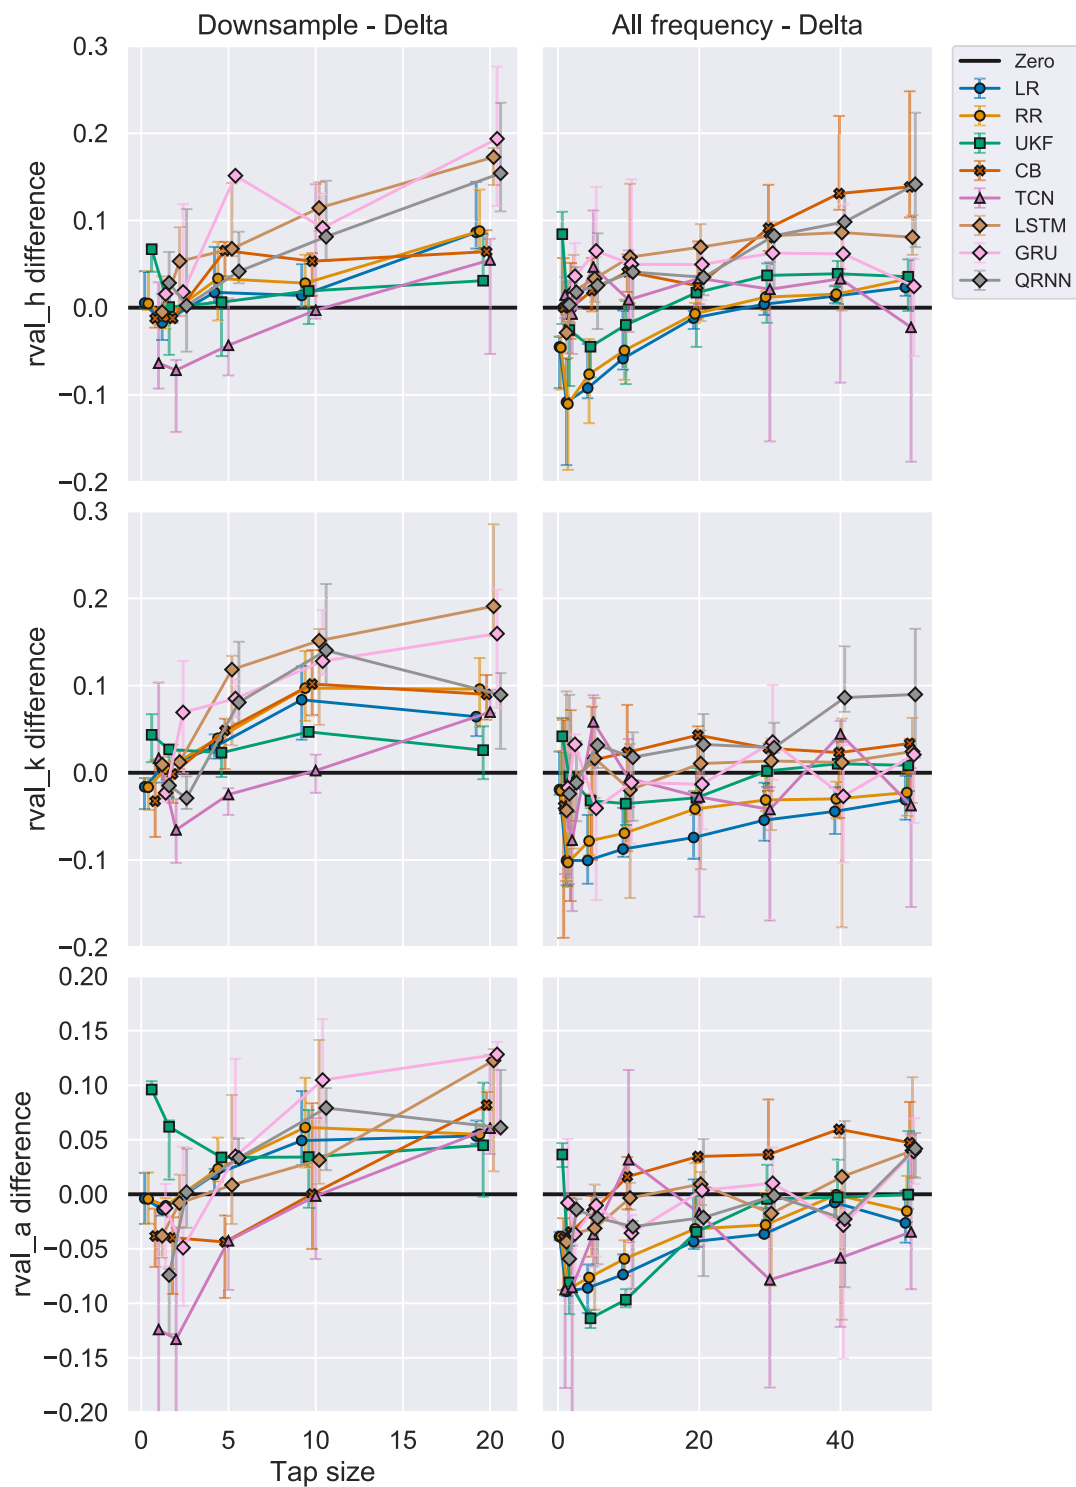 Downsample - Delta
All frequency - Delta
0.3
0.2
0.1
0.0
−0.1
−0.2
rval_h difference
Zero
LR
RR
UKF
CB
TCN
LSTM
GRU
QRNN
0.3
0.2
0.1
0.0
−0.1
−0.2
rval_k difference
0.20
0.15
0.10
0.05
0.00
−0.05
−0.10
−0.15
−0.20
rval_a difference
0 5 10 15 20
0 20 40
Tap size